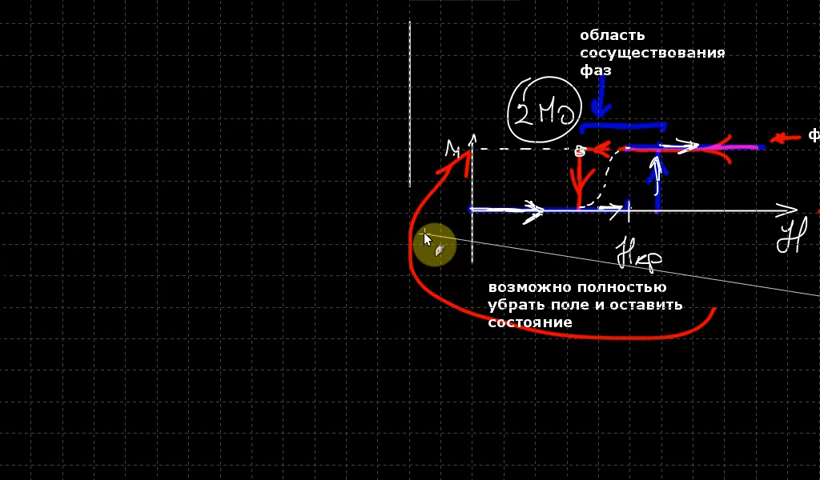 область
сосуществования
фаз
2M₀
M
ф
H
Hкр
возможно полностью
убрать поле и оставить
состояние